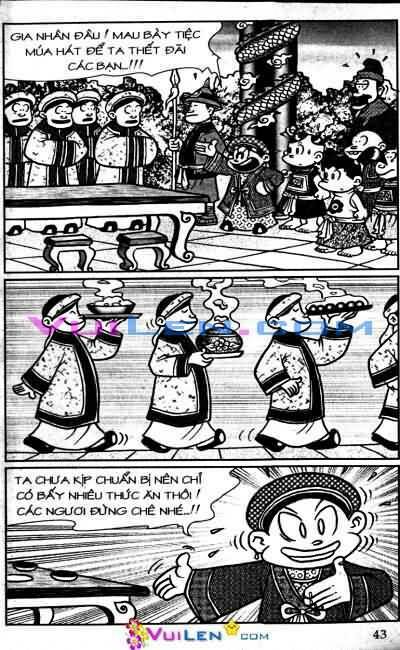 GIA NHÂN ĐÂU! MAU BÀY TIỆC
MÚA HÁT ĐỂ TA THẾT ĐÃI
CÁC BẠN...!!!
VUILEN.COM
TA CHƯA KỊP CHUẨN BỊ NÊN CHỈ
CÓ BẤY NHIÊU THỨC ĂN THÔI!
CÁC NGƯƠI ĐỪNG CHÊ NHÉ...!!
43
VUILEN.COM